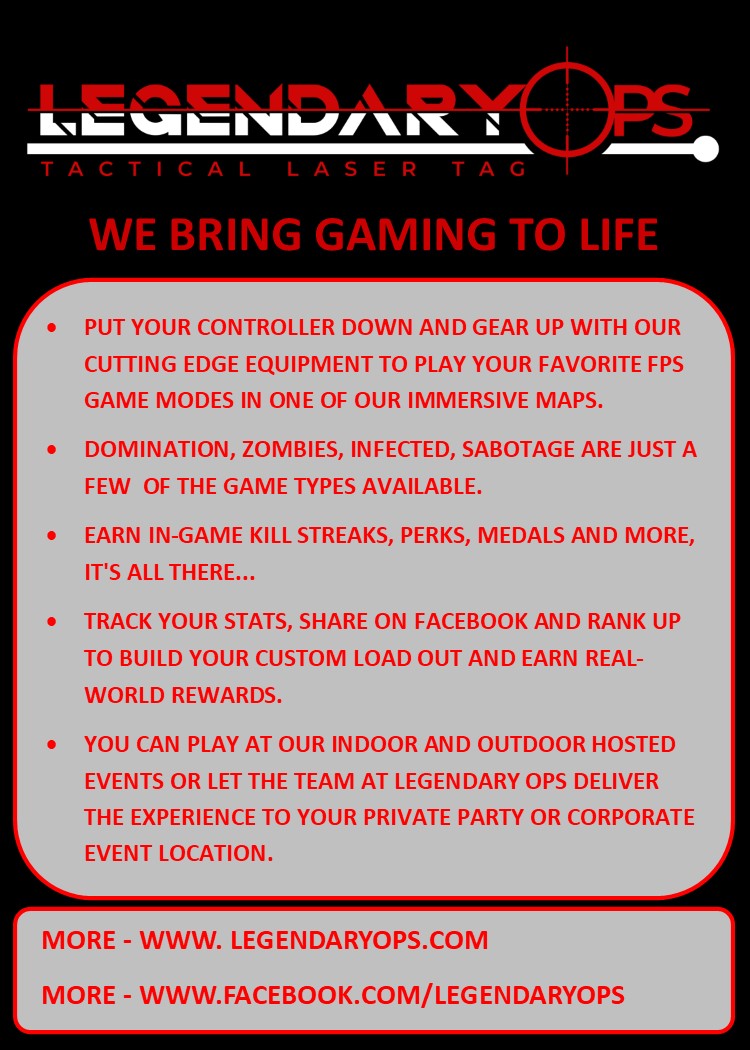 LEGENDARYOPS
TACTICAL LASER TAG
WE BRING GAMING TO LIFE
• PUT YOUR CONTROLLER DOWN AND GEAR UP WITH OUR
CUTTING EDGE EQUIPMENT TO PLAY YOUR FAVORITE FPS
GAME MODES IN ONE OF OUR IMMERSIVE MAPS.
• DOMINATION, ZOMBIES, INFECTED, SABOTAGE ARE JUST A
FEW  OF THE GAME TYPES AVAILABLE.
• EARN IN-GAME KILL STREAKS, PERKS, MEDALS AND MORE,
IT'S ALL THERE...
• TRACK YOUR STATS, SHARE ON FACEBOOK AND RANK UP
TO BUILD YOUR CUSTOM LOAD OUT AND EARN REAL-
WORLD REWARDS.
• YOU CAN PLAY AT OUR INDOOR AND OUTDOOR HOSTED
EVENTS OR LET THE TEAM AT LEGENDARY OPS DELIVER
THE EXPERIENCE TO YOUR PRIVATE PARTY OR CORPORATE
EVENT LOCATION.
MORE - WWW. LEGENDARYOPS.COM
MORE - WWW.FACEBOOK.COM/LEGENDARYOPS